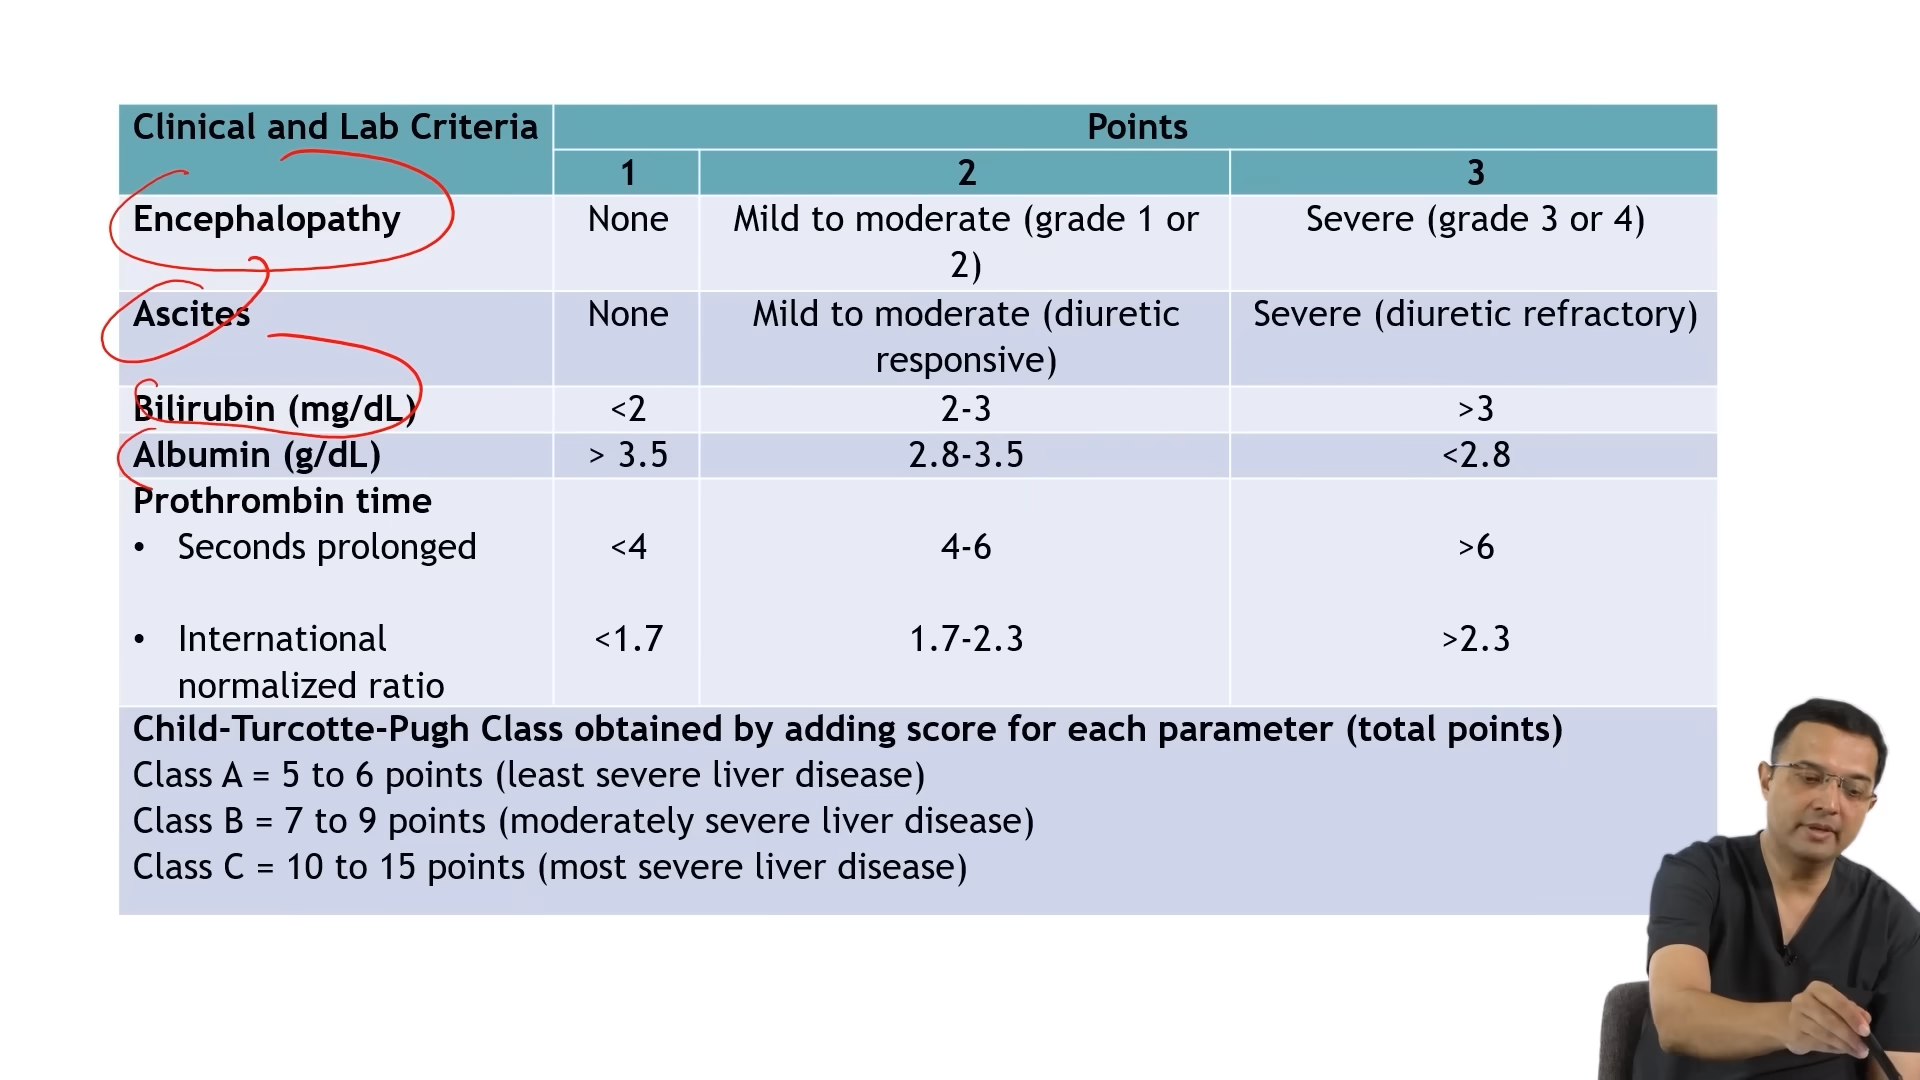 Clinical and Lab Criteria
Points
1 2 3
Encephalopathy None Mild to moderate (grade 1 or 2) Severe (grade 3 or 4)
Ascites None Mild to moderate (diuretic responsive) Severe (diuretic refractory)
Bilirubin (mg/dL) <2 2-3 >3
Albumin (g/dL) > 3.5 2.8-3.5 <2.8
Prothrombin time
• Seconds prolonged <4 4-6 >6
• International normalized ratio <1.7 1.7-2.3 >2.3
Child-Turcotte-Pugh Class obtained by adding score for each parameter (total points)
Class A = 5 to 6 points (least severe liver disease)
Class B = 7 to 9 points (moderately severe liver disease)
Class C = 10 to 15 points (most severe liver disease)